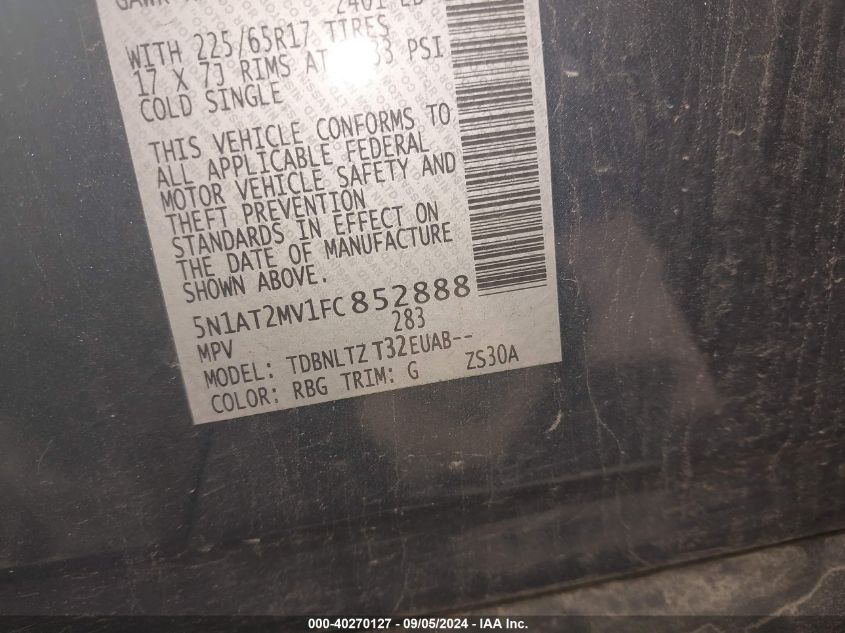 2401 LB
WITH 225/65R17 TIRES
17 X 7J RIMS AT 33 PSI
COLD SINGLE
THIS VEHICLE CONFORMS TO
ALL APPLICABLE FEDERAL
MOTOR VEHICLE SAFETY AND
THEFT PREVENTION
STANDARDS IN EFFECT ON
THE DATE OF MANUFACTURE
SHOWN ABOVE.
5N1AT2MV1FC852888
MPV 283
MODEL: TDBNLTZ T32EUAB--
COLOR: RBG TRIM: G ZS30A
000-40270127 - 09/05/2024 - IAA Inc.